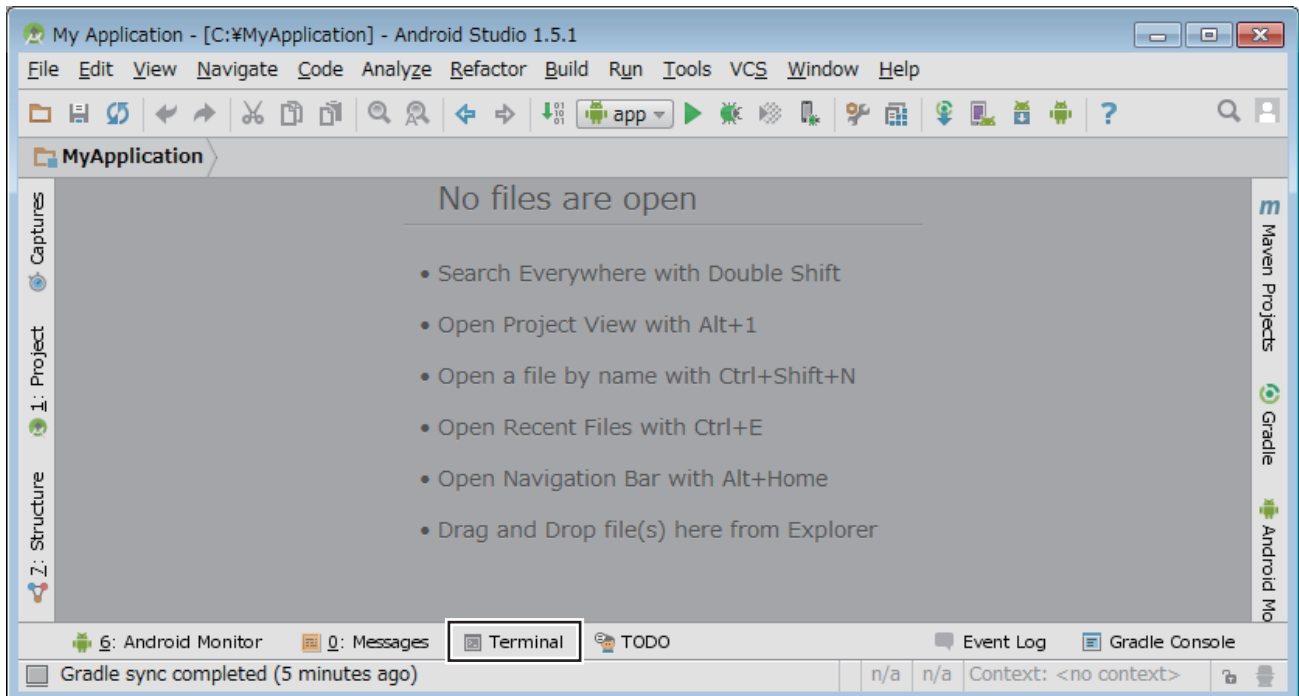 My Application - [C:¥MyApplication] - Android Studio 1.5.1
File Edit View Navigate Code Analyze Refactor Build Run Tools VCS Window Help
app
?
MyApplication
Captures
1: Project
7: Structure
No files are open
• Search Everywhere with Double Shift
• Open Project View with Alt+1
• Open a file by name with Ctrl+Shift+N
• Open Recent Files with Ctrl+E
• Open Navigation Bar with Alt+Home
• Drag and Drop file(s) here from Explorer
m Maven Projects
Gradle
Android Mo
6: Android Monitor 0: Messages Terminal TODO Event Log Gradle Console
Gradle sync completed (5 minutes ago) n/a n/a Context: <no context>